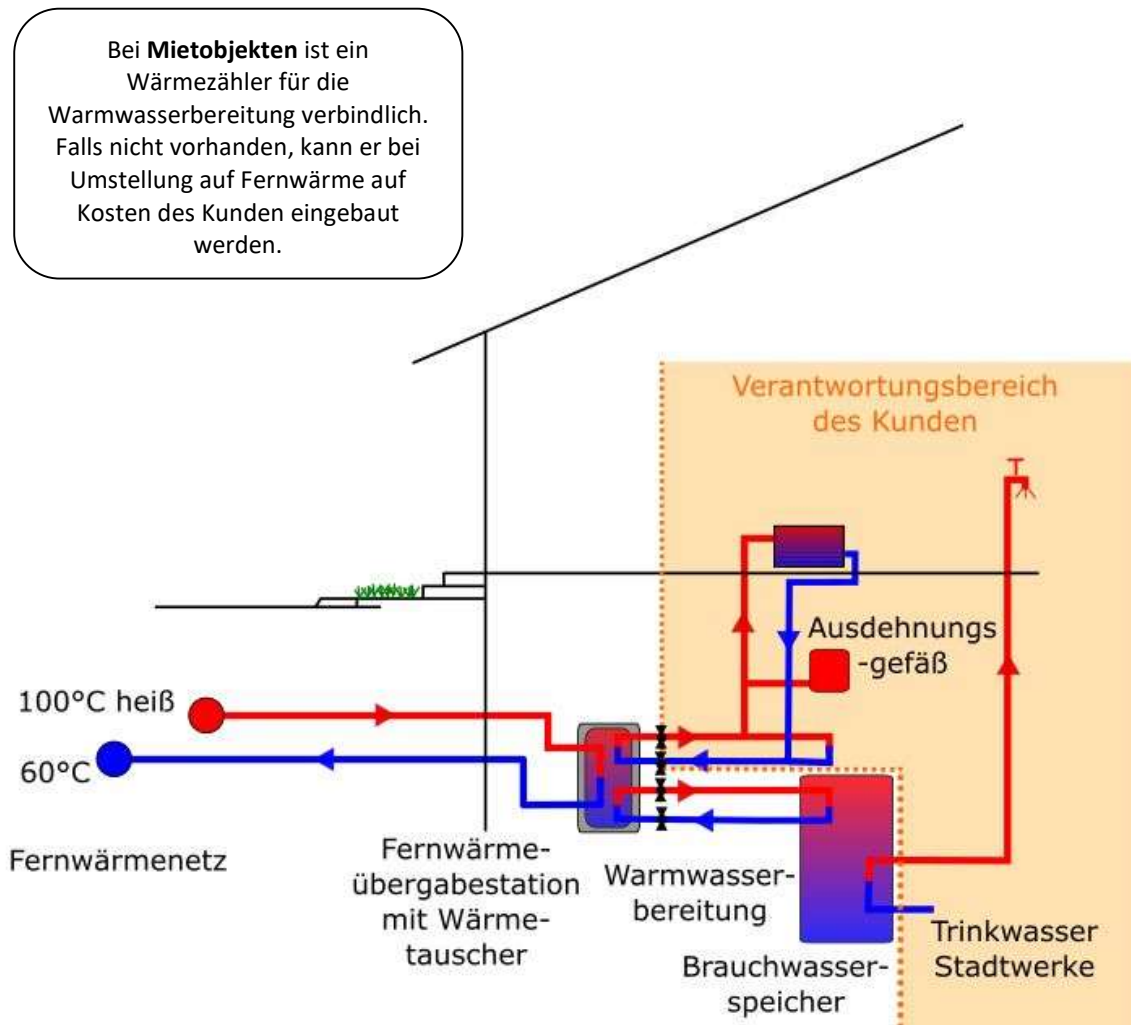 Bei Mietobjekten ist ein
Wärmezähler für die
Warmwasserbereitung verbindlich.
Falls nicht vorhanden, kann er bei
Umstellung auf Fernwärme auf
Kosten des Kunden eingebaut
werden.
Verantwortungsbereich
des Kunden
Ausdehnungs
-gefäß
100°C heiß
60°C
Fernwärmenetz
Fernwärme-
übergabestation
mit Wärme-
tauscher
Warmwasser-
bereitung
Brauchwasser-
speicher
Trinkwasser
Stadtwerke